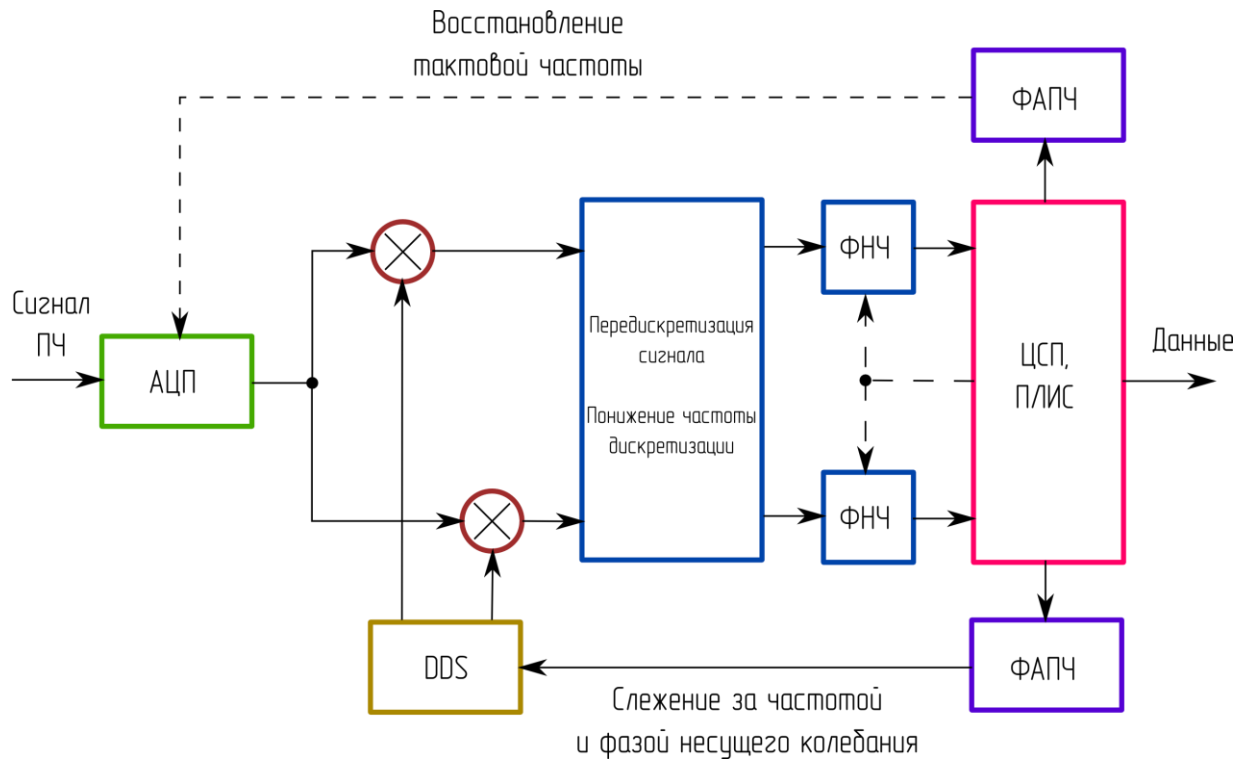 Восстановление
тактовой частоты
ФАПЧ
ФНЧ
Сигнал
ПЧ
АЦП
Передискретизация
сигнала
Понижение частоты
дискретизации
ЦСП,
ПЛИС
Данные
ФНЧ
DDS
ФАПЧ
Слежение за частотой
и фазой несущего колебания